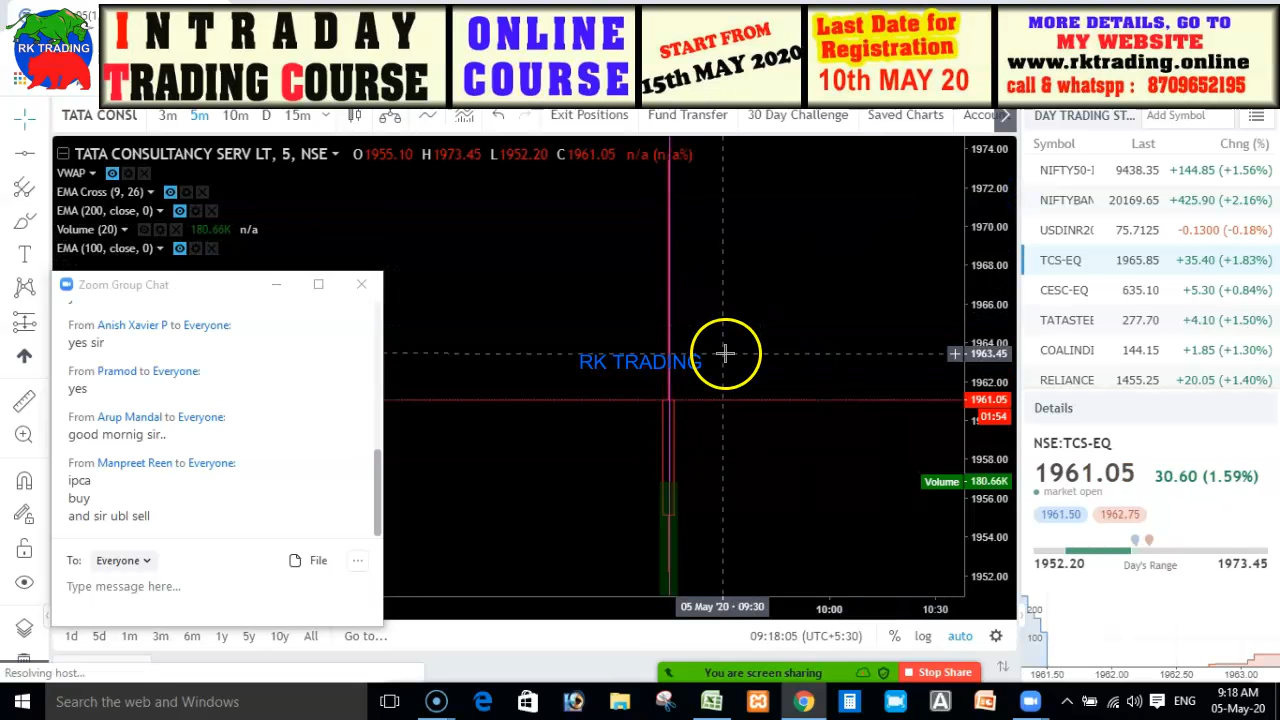 RK TRADING
INTRADAY
TRADING COURSE
ONLINE
COURSE
START FROM
15th MAY 2020
Last Date for
Registration
10th MAY 20
MORE DETAILS, GO TO
MY WEBSITE
www.rktrading.online
call & whatsapp : 8709652195
TATA CONSL 3m 5m 10m D 15m Exit Positions Fund Transfer 30 Day Challenge Saved Charts Accou
DAY TRADING ST... Add Symbol
TATA CONSULTANCY SERV LT, 5, NSE O1955.10 H1973.45 L1952.20 C1961.05 n/a (n/a%)
VWAP
EMA Cross (9, 26)
EMA (200, close, 0)
Volume (20) 180.66K n/a
EMA (100, close, 0)
Zoom Group Chat
From Anish Xavier P to Everyone:
yes sir
From Pramod to Everyone:
yes
From Arup Mandal to Everyone:
good mornig sir..
From Manpreet Reen to Everyone:
ipca
buy
and sir ubl sell
To: Everyone File ...
Type message here...
RK TRADING
1974.00
1972.00
1970.00
1968.00
1966.00
1964.00
1963.45
1962.00
1961.05
01:54
1958.00
Volume 180.66K
1956.00
1954.00
1952.00
05 May '20 - 09:30 10:00 10:30
1d 5d 1m 3m 6m 1y 5y 10y All Go to... 09:18:05 (UTC+5:30) % log auto
Symbol Last Chng (%)
NIFTY50-I 9438.35 +144.85 (+1.56%)
NIFTYBAN 20169.65 +425.90 (+2.16%)
USDINR20 75.7125 -0.1300 (-0.18%)
TCS-EQ 1965.85 +35.40 (+1.83%)
CESC-EQ 635.10 +5.30 (+0.84%)
TATASTEE 277.70 +4.10 (+1.50%)
COALINDI 144.15 +1.85 (+1.30%)
RELIANCE 1455.25 +20.05 (+1.40%)
Details
NSE:TCS-EQ
1961.05 30.60 (1.59%)
market open
1961.50 1962.75
1952.20 Day's Range 1973.45
200
100
1961.50 1962.00 1962.50 1963.00
Resolving host...
You are screen sharing Stop Share
Search the web and Windows
ENG
9:18 AM
05-May-20